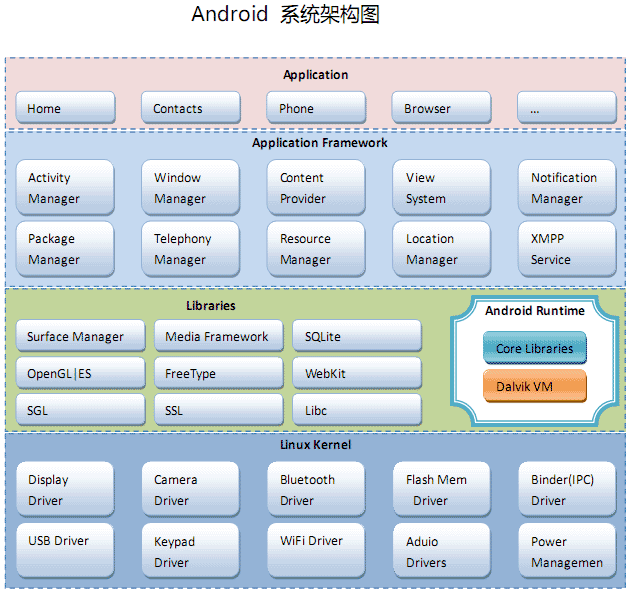 Android 系统架构图
Application
Home
Contacts
Phone
Browser
...
Application Framework
Activity
Manager
Window
Manager
Content
Provider
View
System
Notification
Manager
Package
Manager
Telephony
Manager
Resource
Manager
Location
Manager
XMPP
Service
Libraries
Surface Manager
Media Framework
SQLite
OpenGL|ES
FreeType
WebKit
SGL
SSL
Libc
Android Runtime
Core Libraries
Dalvik VM
Linux Kernel
Display
Driver
Camera
Driver
Bluetooth
Driver
Flash Mem
Driver
Binder(IPC)
Driver
USB Driver
Keypad
Driver
WiFi Driver
Aduio
Drivers
Power
Managemen